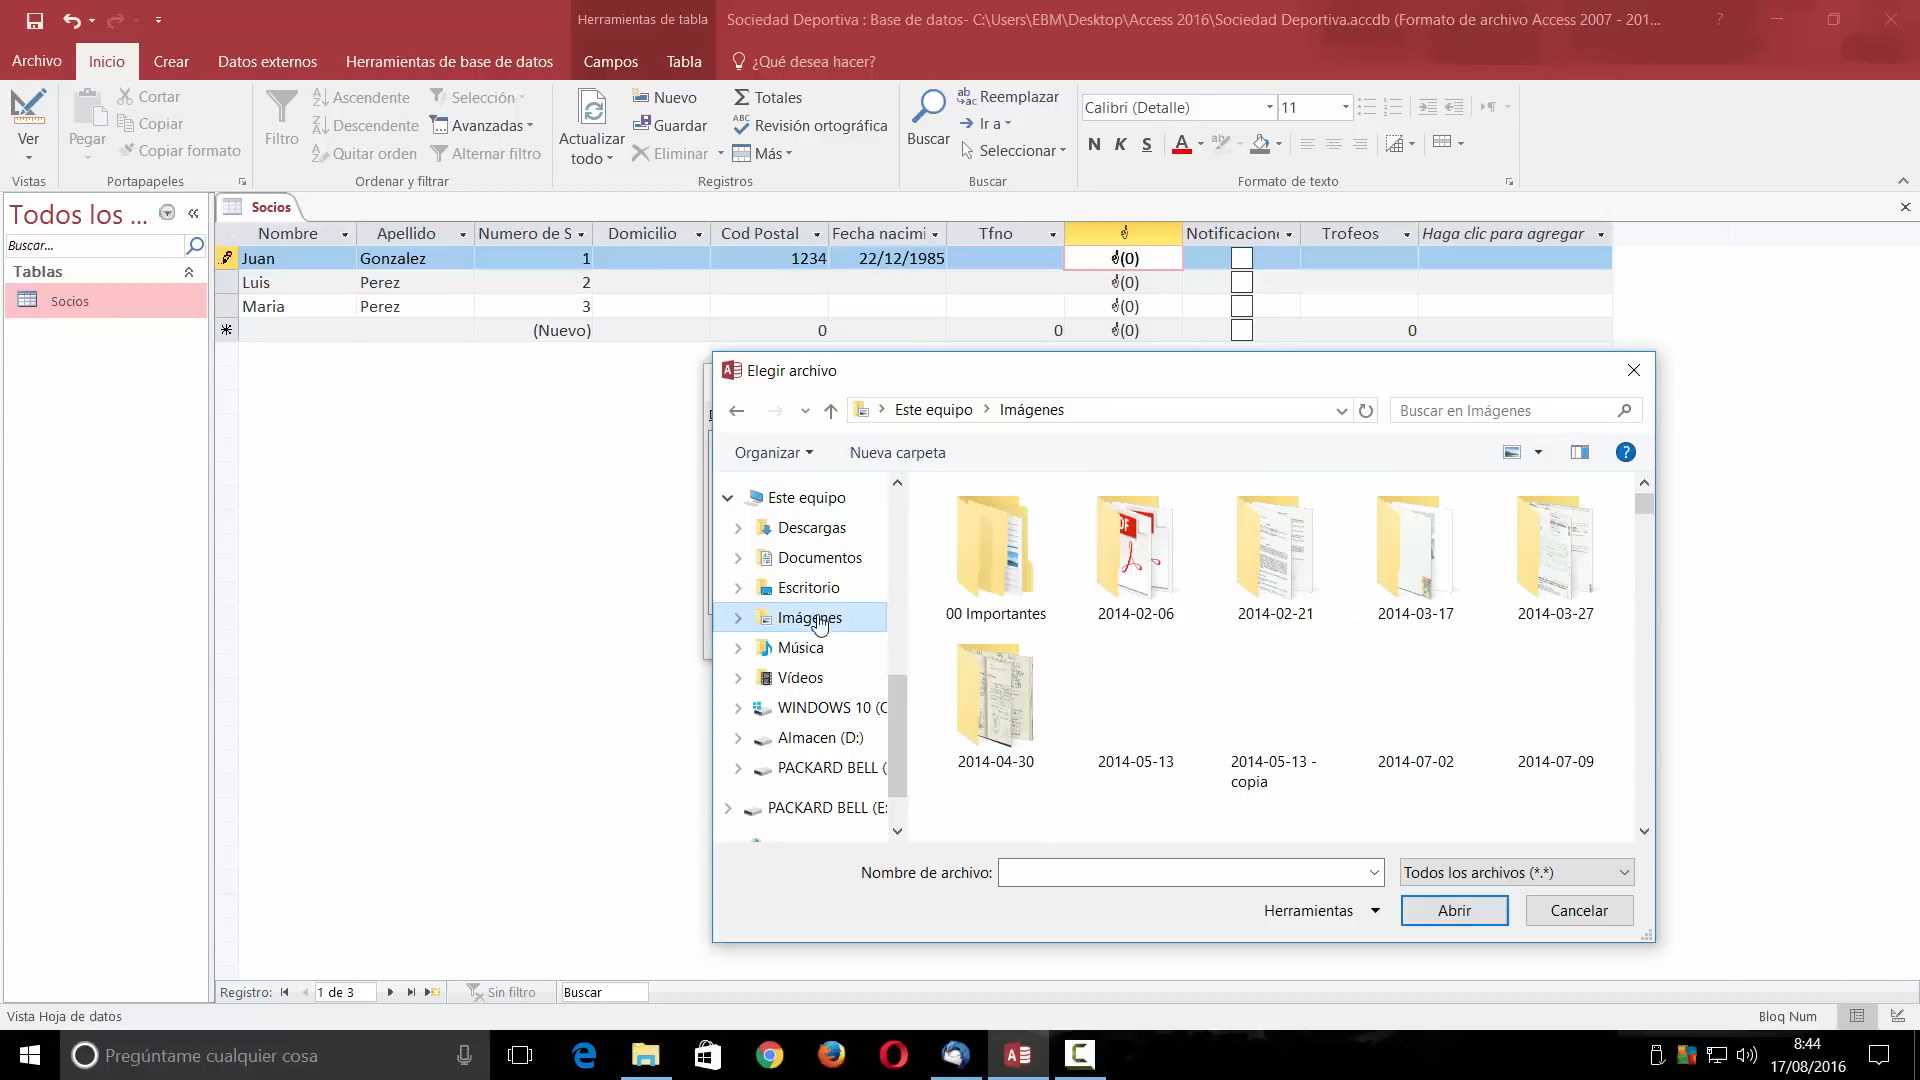 Herramientas de tabla
Sociedad Deportiva : Base de datos- C:\Users\EBM\Desktop\Access 2016\Sociedad Deportiva.accdb (Formato de archivo Access 2007 - 201...
?
Archivo
Inicio
Crear
Datos externos
Herramientas de base de datos
Campos
Tabla
¿Qué desea hacer?
Ver
Vistas
Pegar
Cortar
Copiar
Copiar formato
Portapapeles
Filtro
Ascendente
Descendente
Quitar orden
Selección
Avanzadas
Alternar filtro
Ordenar y filtrar
Actualizar
todo
Nuevo
Guardar
Eliminar
Totales
Revisión ortográfica
Más
Registros
Buscar
Reemplazar
Ir a
Seleccionar
Buscar
Calibri (Detalle)
11
N K S
Formato de texto
Todos los ...
Buscar...
Tablas
Socios
Socios
Nombre Apellido Numero de S Domicilio Cod Postal Fecha nacimi Tfno Notificacion Trofeos Haga clic para agregar
Juan Gonzalez 1 1234 22/12/1985 (0)
Luis Perez 2 (0)
Maria Perez 3 (0)
(Nuevo) 0 0 (0) 0
Elegir archivo
Este equipo > Imágenes
Buscar en Imágenes
Organizar
Nueva carpeta
Este equipo
Descargas
Documentos
Escritorio
Imágenes
Música
Vídeos
WINDOWS 10 (C
Almacen (D:)
PACKARD BELL (
PACKARD BELL (E:
00 Importantes
2014-02-06
2014-02-21
2014-03-17
2014-03-27
2014-04-30
2014-05-13
2014-05-13 -
copia
2014-07-02
2014-07-09
Nombre de archivo:
Todos los archivos (*.*)
Herramientas
Abrir
Cancelar
Registro:
1 de 3
Sin filtro
Buscar
Vista Hoja de datos
Bloq Num
Pregúntame cualquier cosa
8:44
17/08/2016